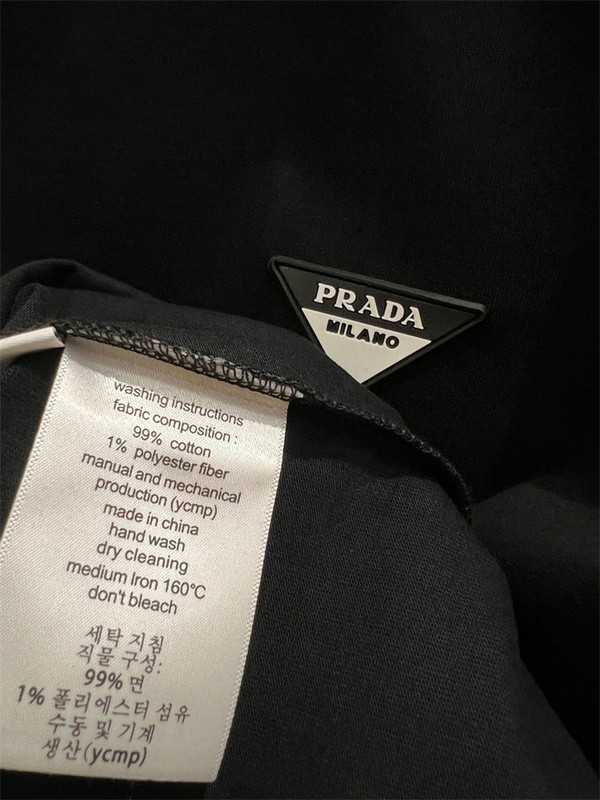 PRADA
MILANO
washing instructions
fabric composition :
99% cotton
1% polyester fiber
manual and mechanical
production (ycmp)
made in china
hand wash
dry cleaning
medium Iron 160°C
don't bleach
세탁 지침
직물 구성:
99% 면
1% 폴리에스터 섬유
수동 및 기계
생산(ycmp)